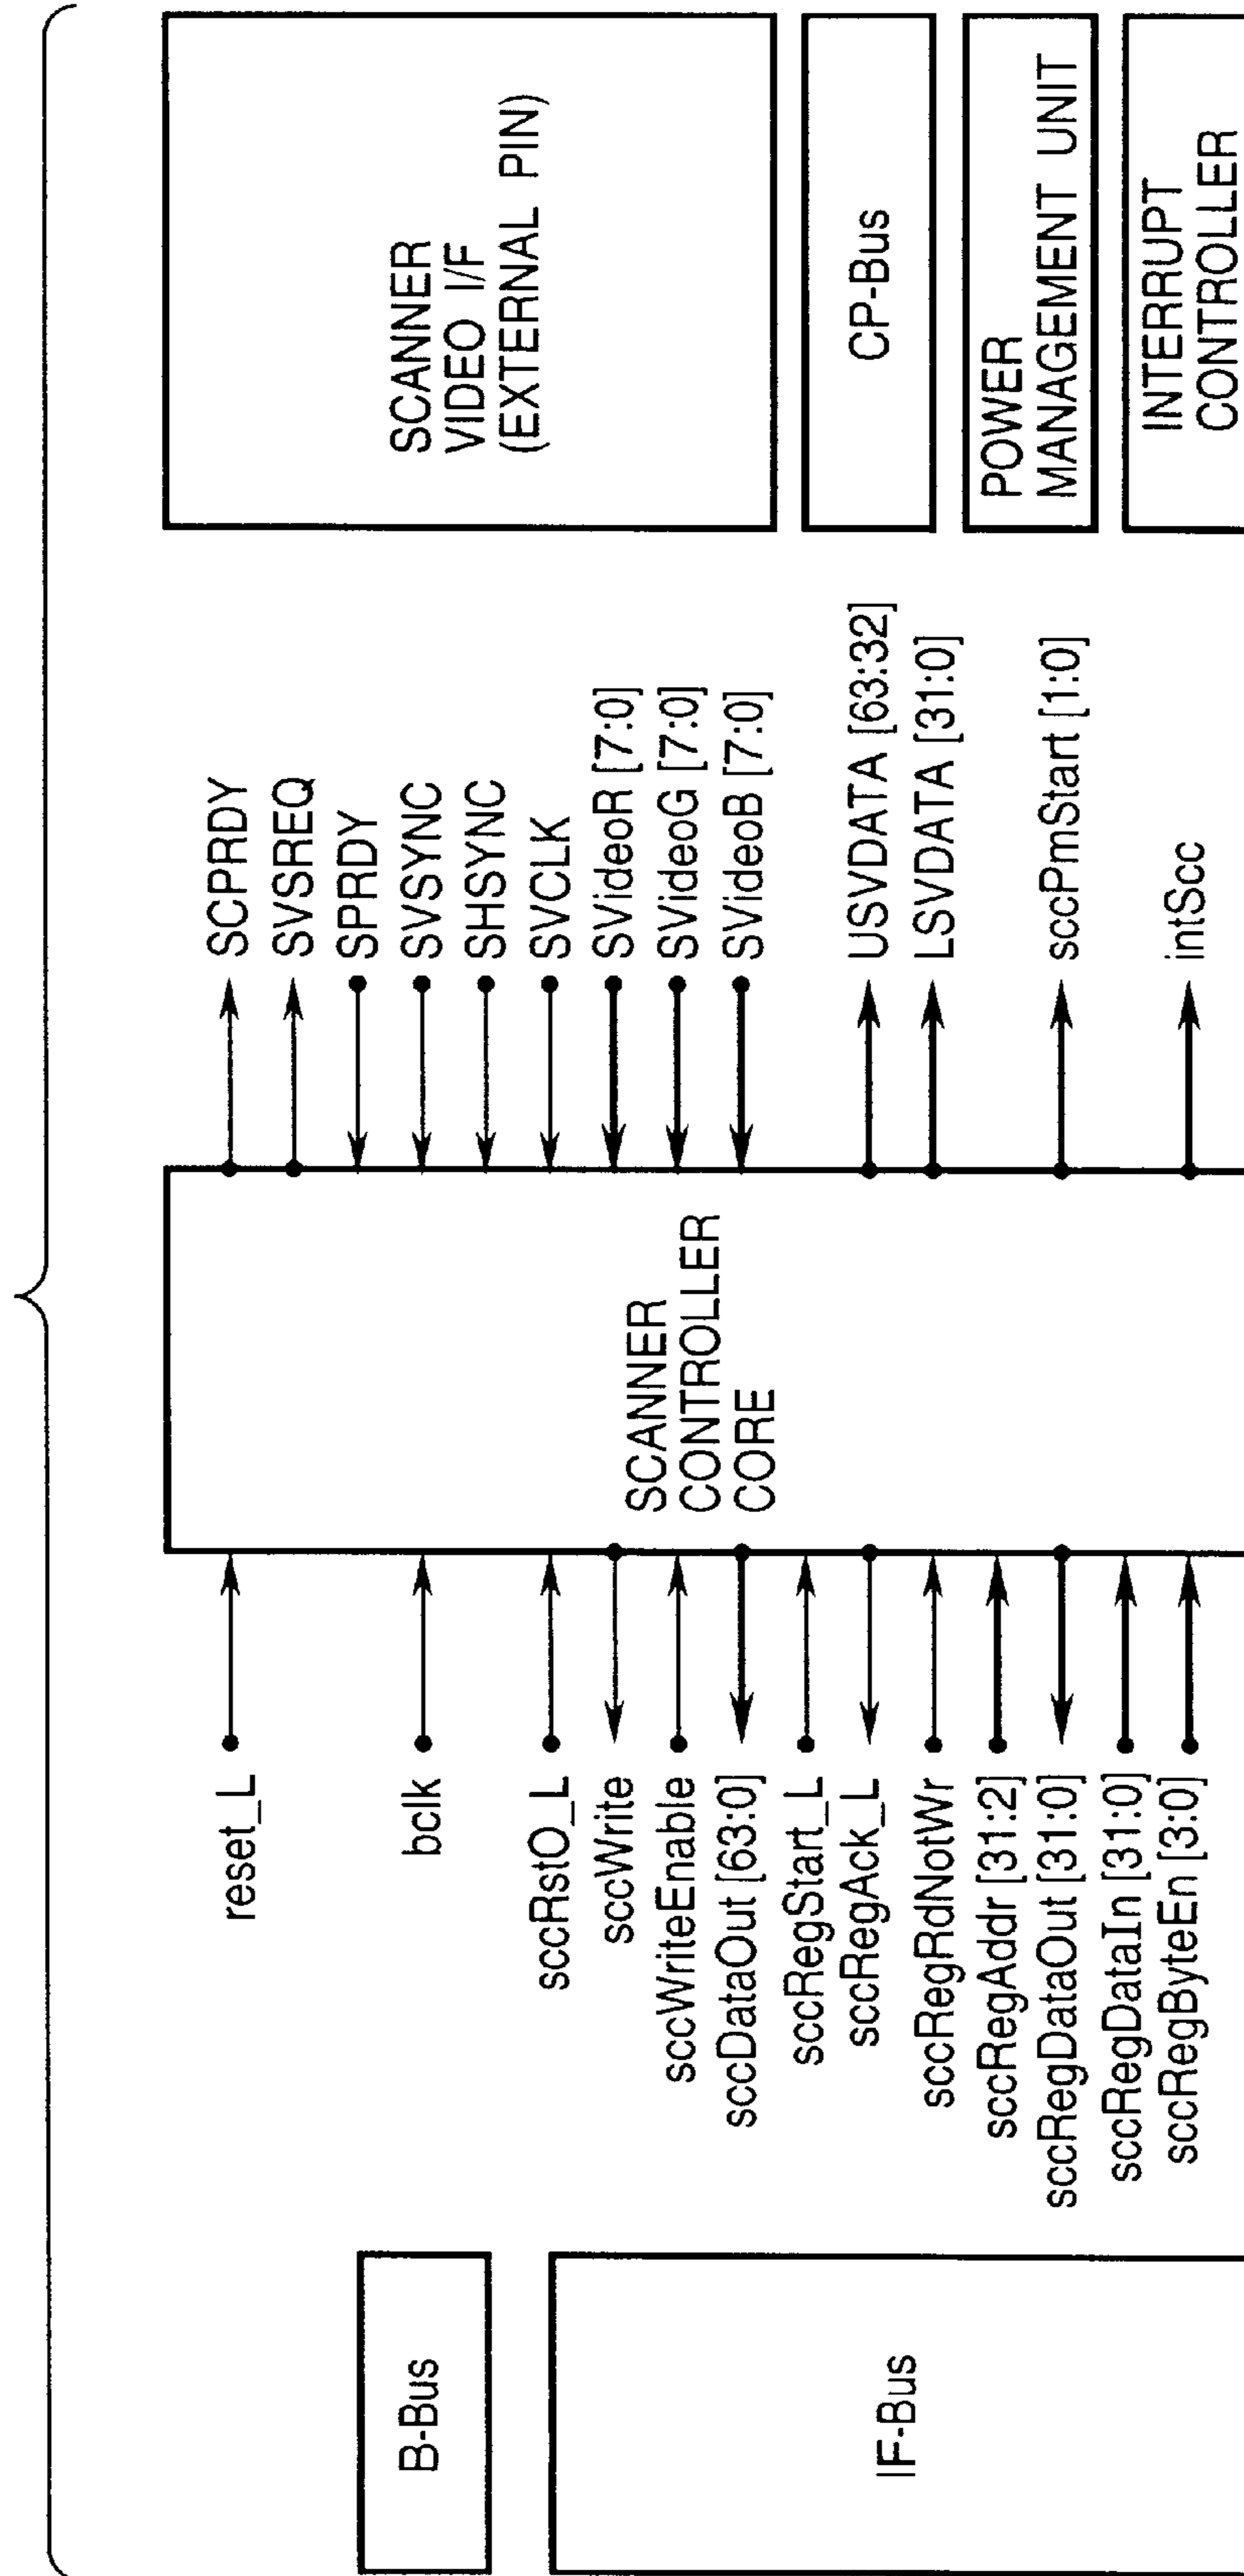 B-Bus
IF-Bus
reset_L
bclk
sccRstO_L
sccWrite
sccWriteEnable
sccDataOut [63:0]
sccRegStart_L
sccRegAck_L
sccRegRdNotWr
sccRegAddr [31:2]
sccRegDataOut [31:0]
sccRegDataIn [31:0]
sccRegByteEn [3:0]
SCANNER
CONTROLLER
CORE
SCPRDY
SVSREQ
SPRDY
SVSYNC
SHSYNC
SVCLK
SVideoR [7:0]
SVideoG [7:0]
SVideoB [7:0]
USVDATA [63:32]
LSVDATA [31:0]
sccPmStart [1:0]
intScc
SCANNER
VIDEO I/F
(EXTERNAL PIN)
CP-Bus
POWER
MANAGEMENT UNIT
INTERRUPT
CONTROLLER